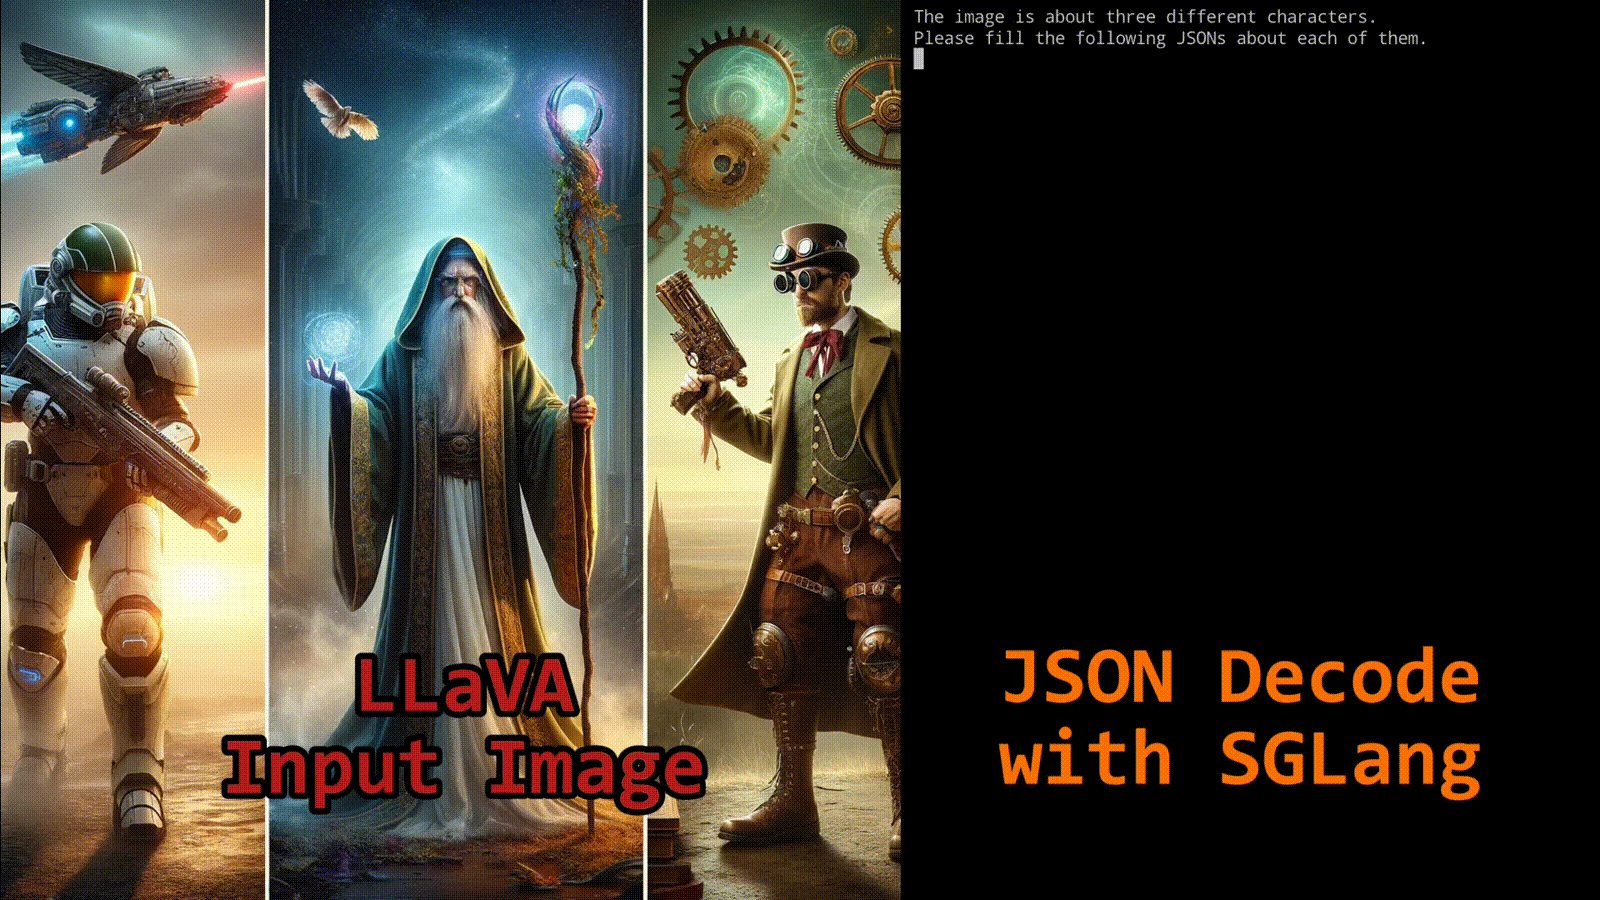 The image is about three different characters.
Please fill the following JSONs about each of them.
LLaVA
Input Image
JSON Decode
with SGLang